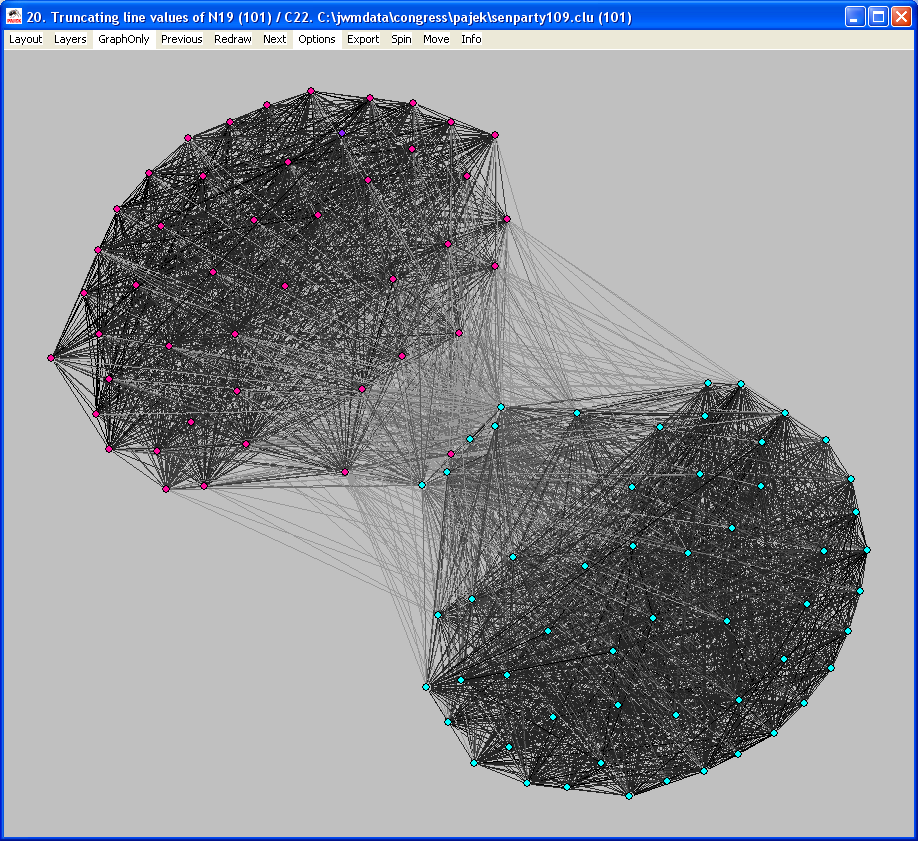 20. Truncating line values of N19 (101) / C22. C:\jwmdata\congress\pajek\senparty109.clu (101)
Layout Layers GraphOnly Previous Redraw Next Options Export Spin Move Info